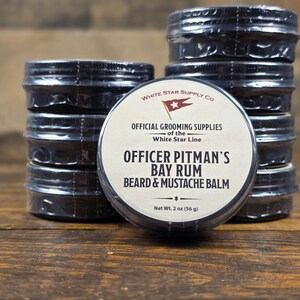 WHITE STAR SUPPLY CO
OFFICIAL GROOMING SUPPLIES
of the
White Star Line
OFFICER PITMAN'S
BAY RUM
BEARD & MUSTACHE BALM
Net Wt. 2 oz (56 g)